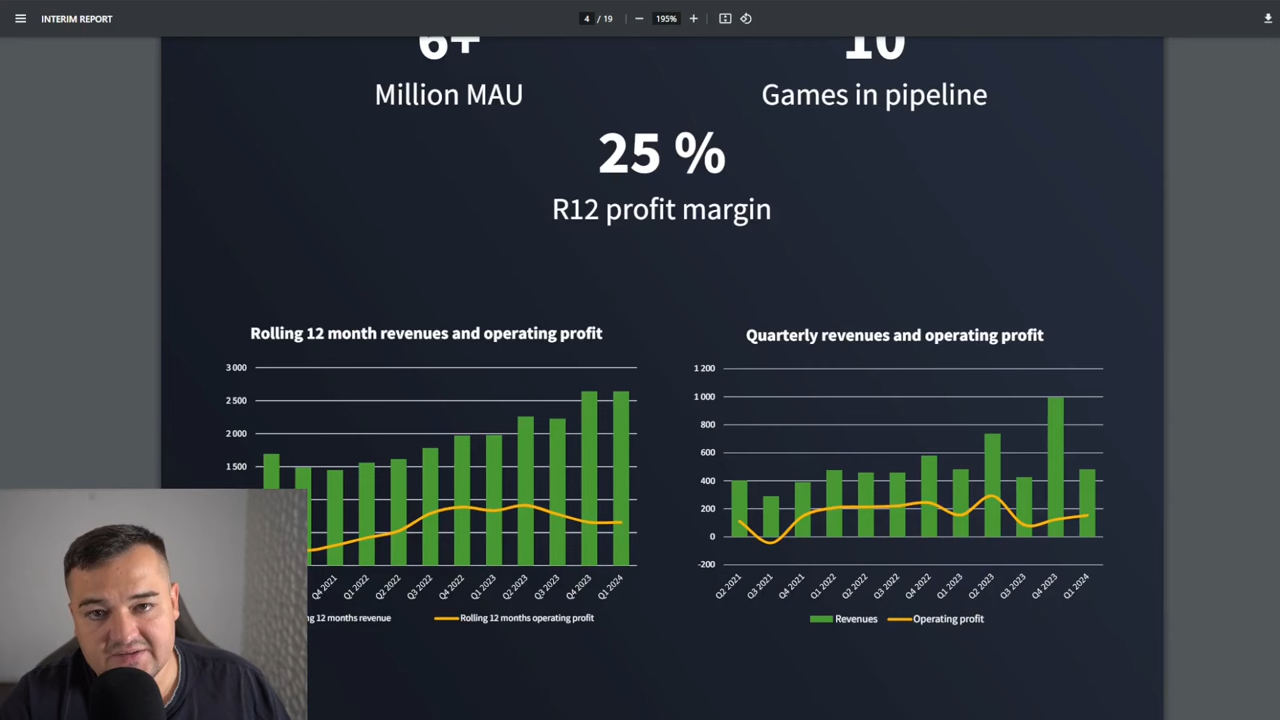 INTERIM REPORT
4 / 19
195%
6+
10
Million MAU
Games in pipeline
25 %
R12 profit margin
Rolling 12 month revenues and operating profit
3 000
2 500
2 000
1 500
Q4 2021
Q1 2022
Q2 2022
Q3 2022
Q4 2022
Q1 2023
Q2 2023
Q3 2023
Q4 2023
Q1 2024
12 months revenue
Rolling 12 months operating profit
Quarterly revenues and operating profit
1 200
1 000
800
600
400
200
0
-200
Q2 2021
Q3 2021
Q4 2021
Q1 2022
Q2 2022
Q3 2022
Q4 2022
Q1 2023
Q2 2023
Q3 2023
Q4 2023
Q1 2024
Revenues
Operating profit